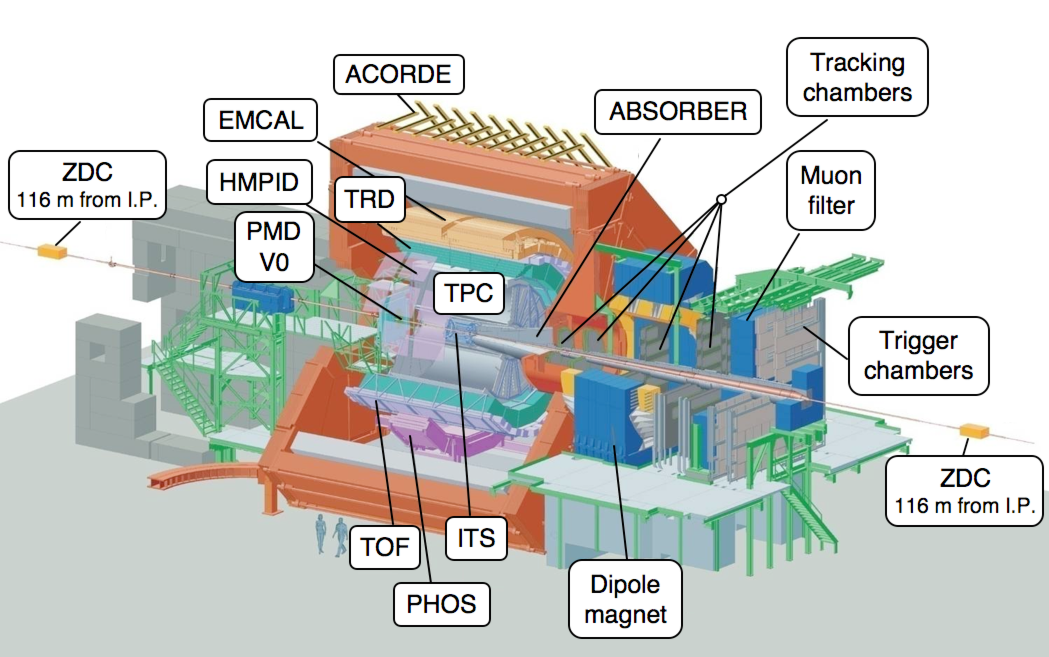 ACORDE
Tracking
chambers
EMCAL
ABSORBER
ZDC
116 m from I.P.
HMPID
TRD
Muon
filter
PMD
V0
TPC
Trigger
chambers
ZDC
116 m from I.P.
TOF
ITS
PHOS
Dipole
magnet